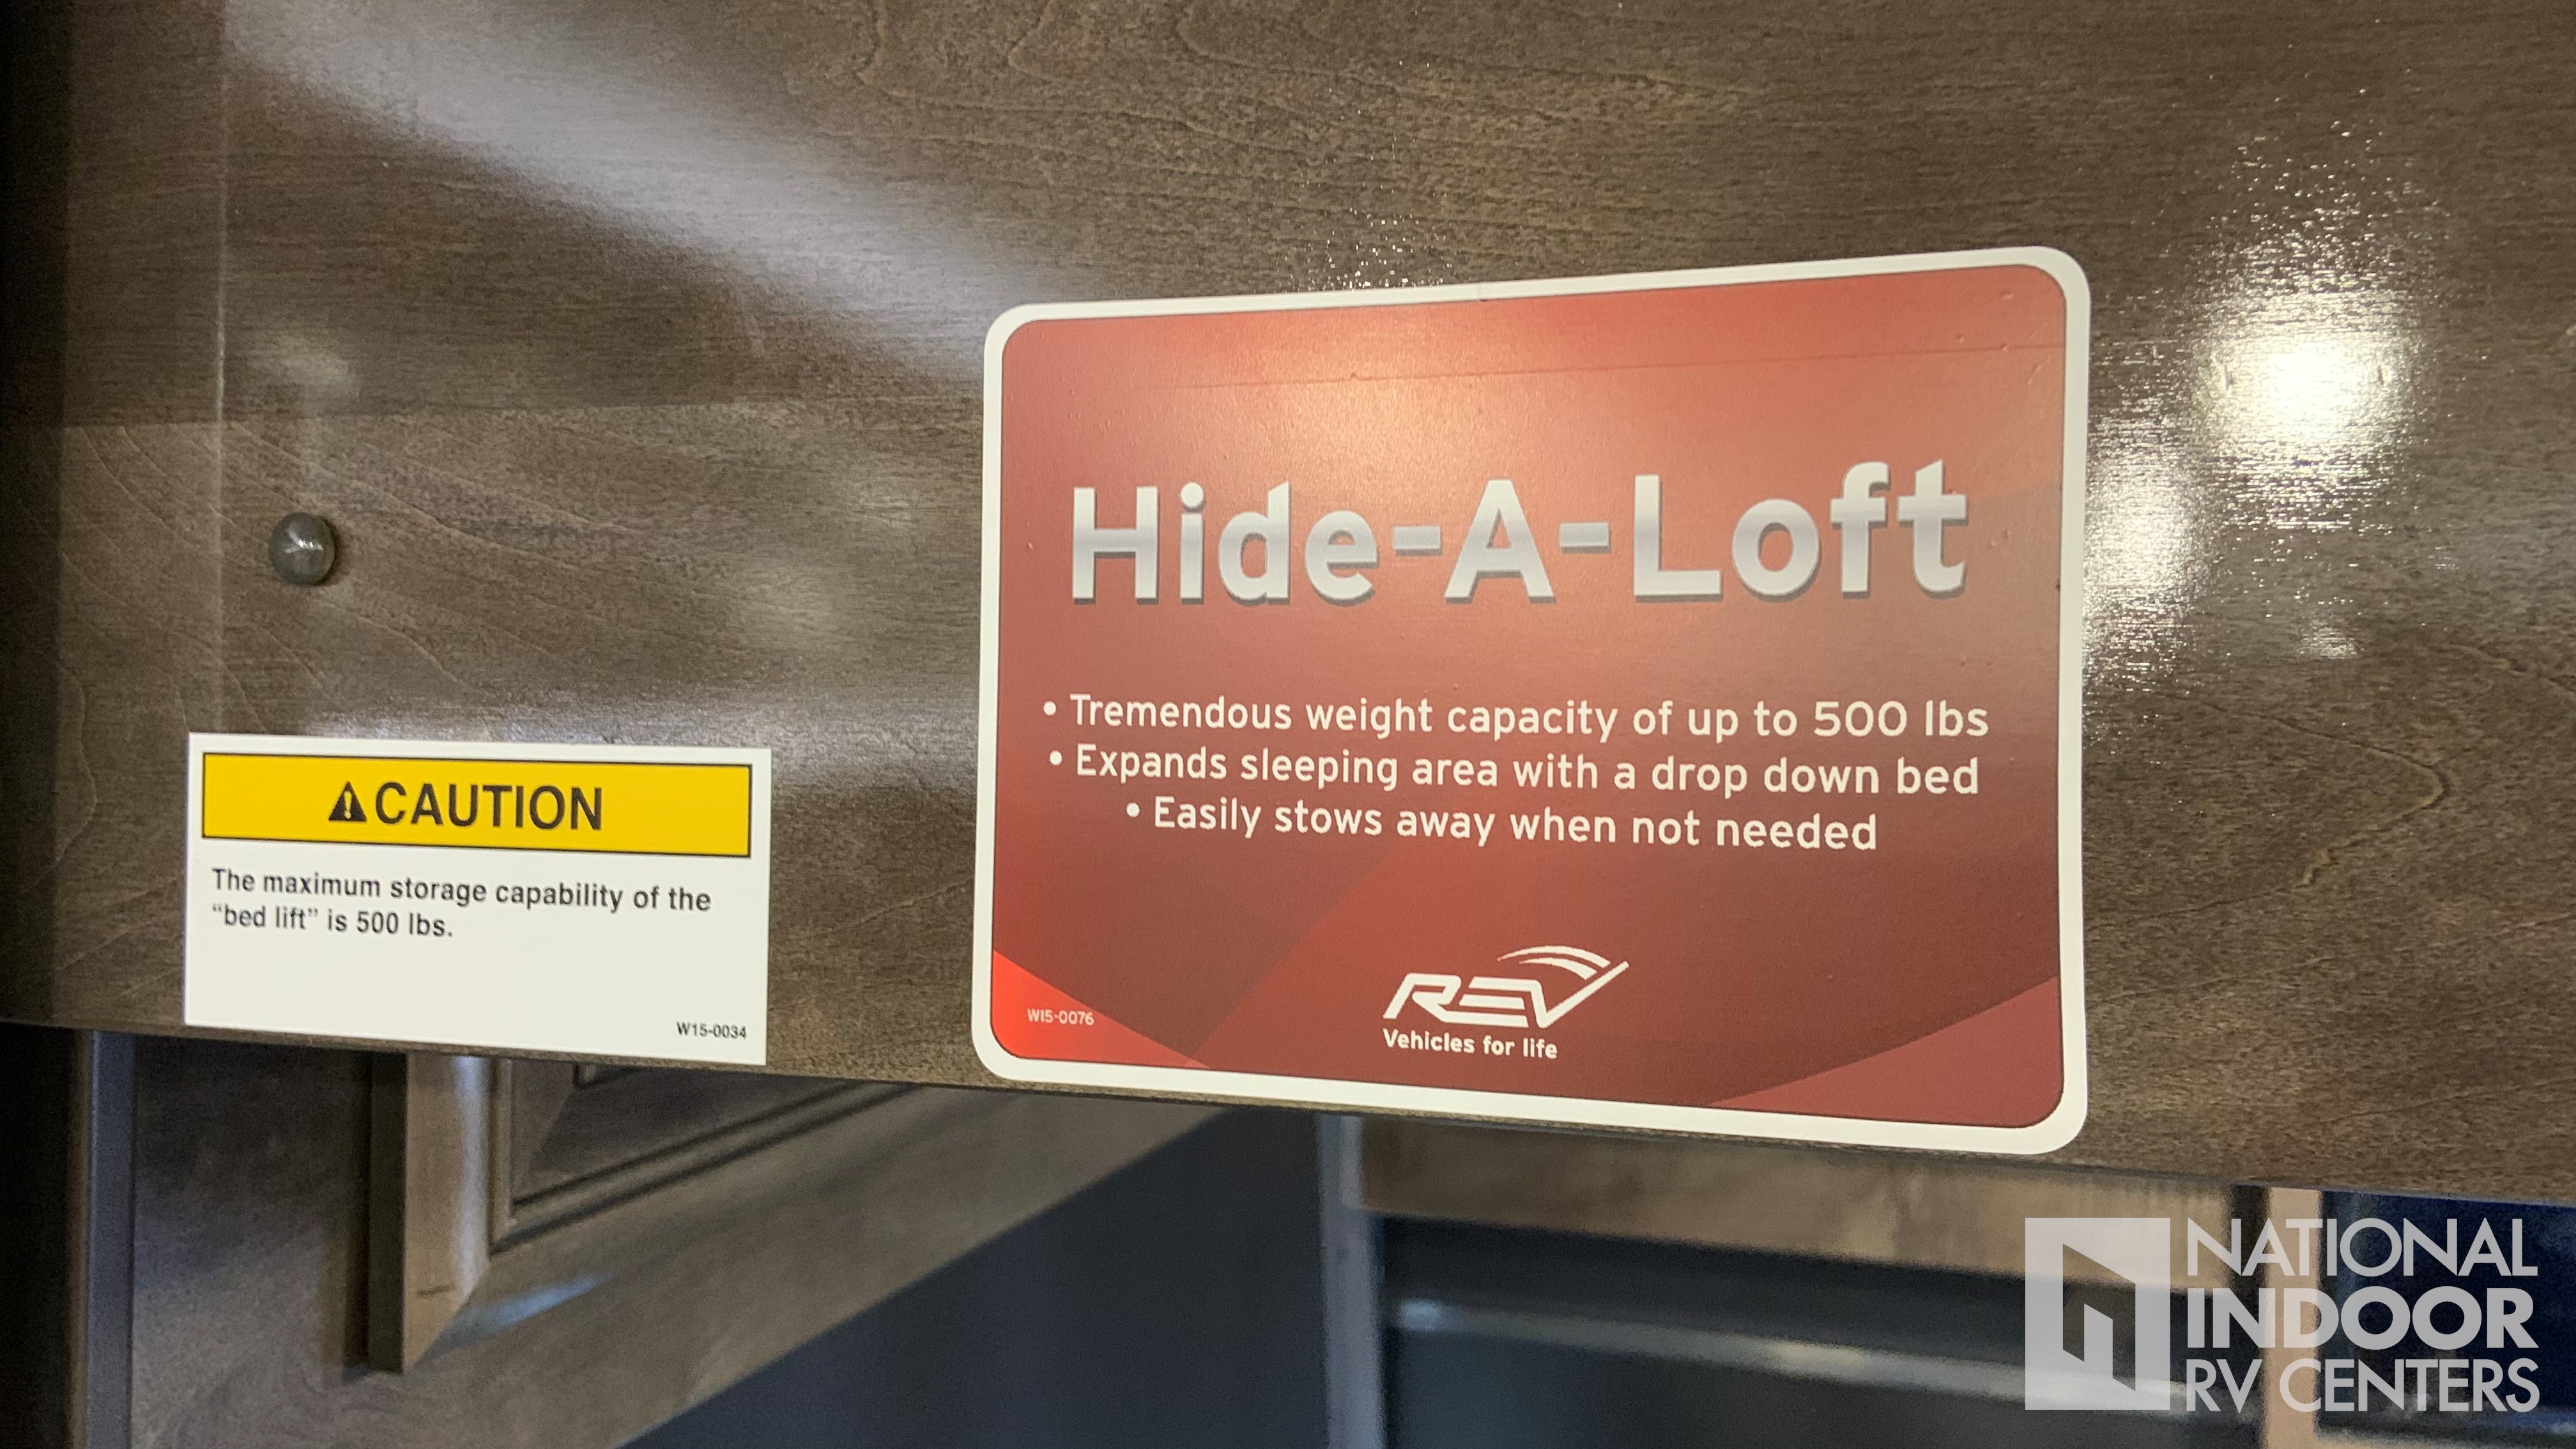 ⚠CAUTION
The maximum storage capability of the
“bed lift” is 500 lbs.
W15-0034
Hide-A-Loft
• Tremendous weight capacity of up to 500 lbs
• Expands sleeping area with a drop down bed
• Easily stows away when not needed
REV
Vehicles for life
W15-0076
NATIONAL
INDOOR
RV CENTERS